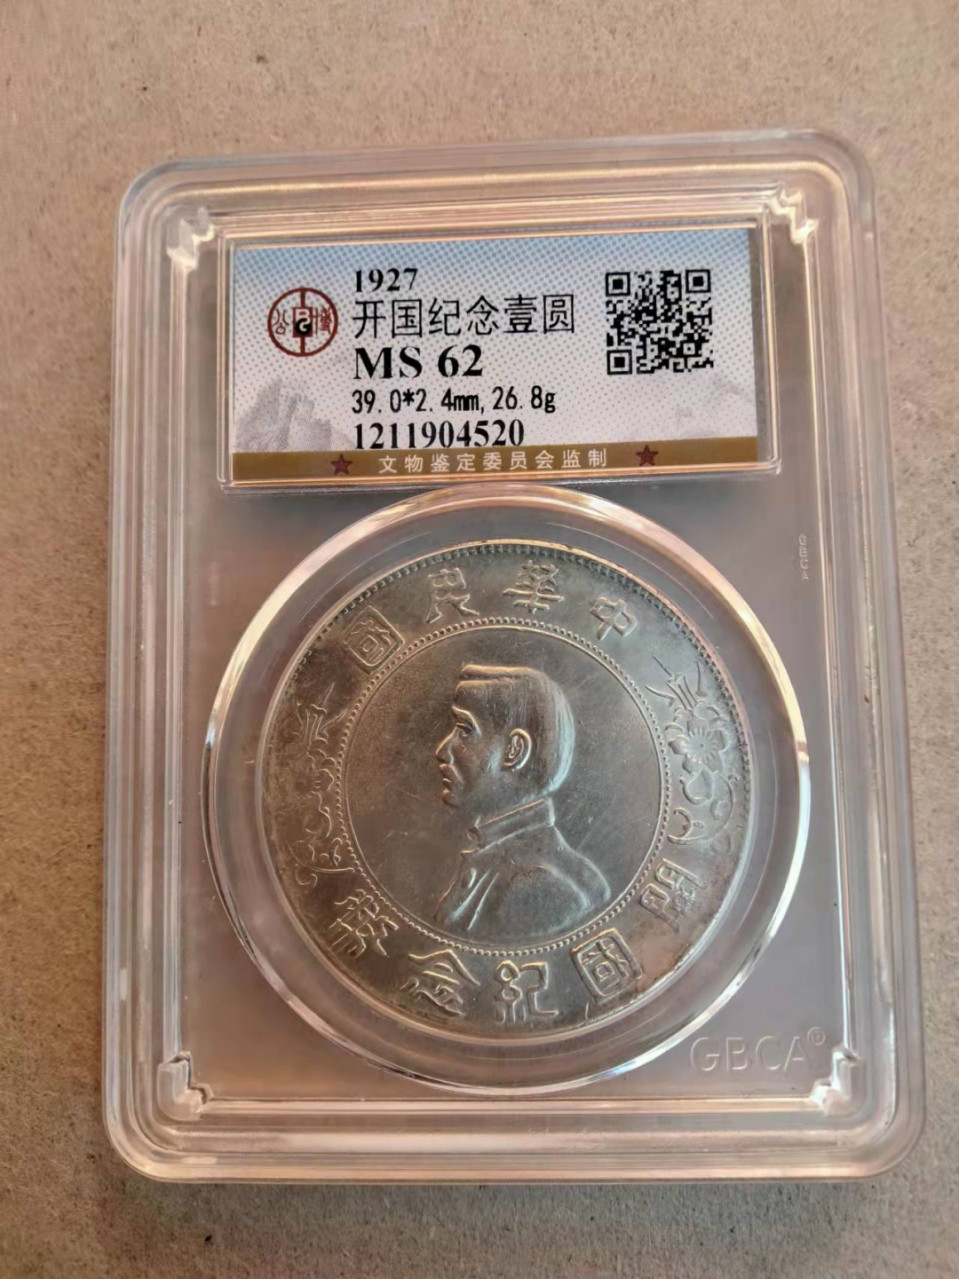 1927
开国纪念壹圆
MS 62
39.0*2.4mm,26.8g
1211904520
文物鉴定委员会监制
GBCA
中華民國
開國紀念幣
GBCA